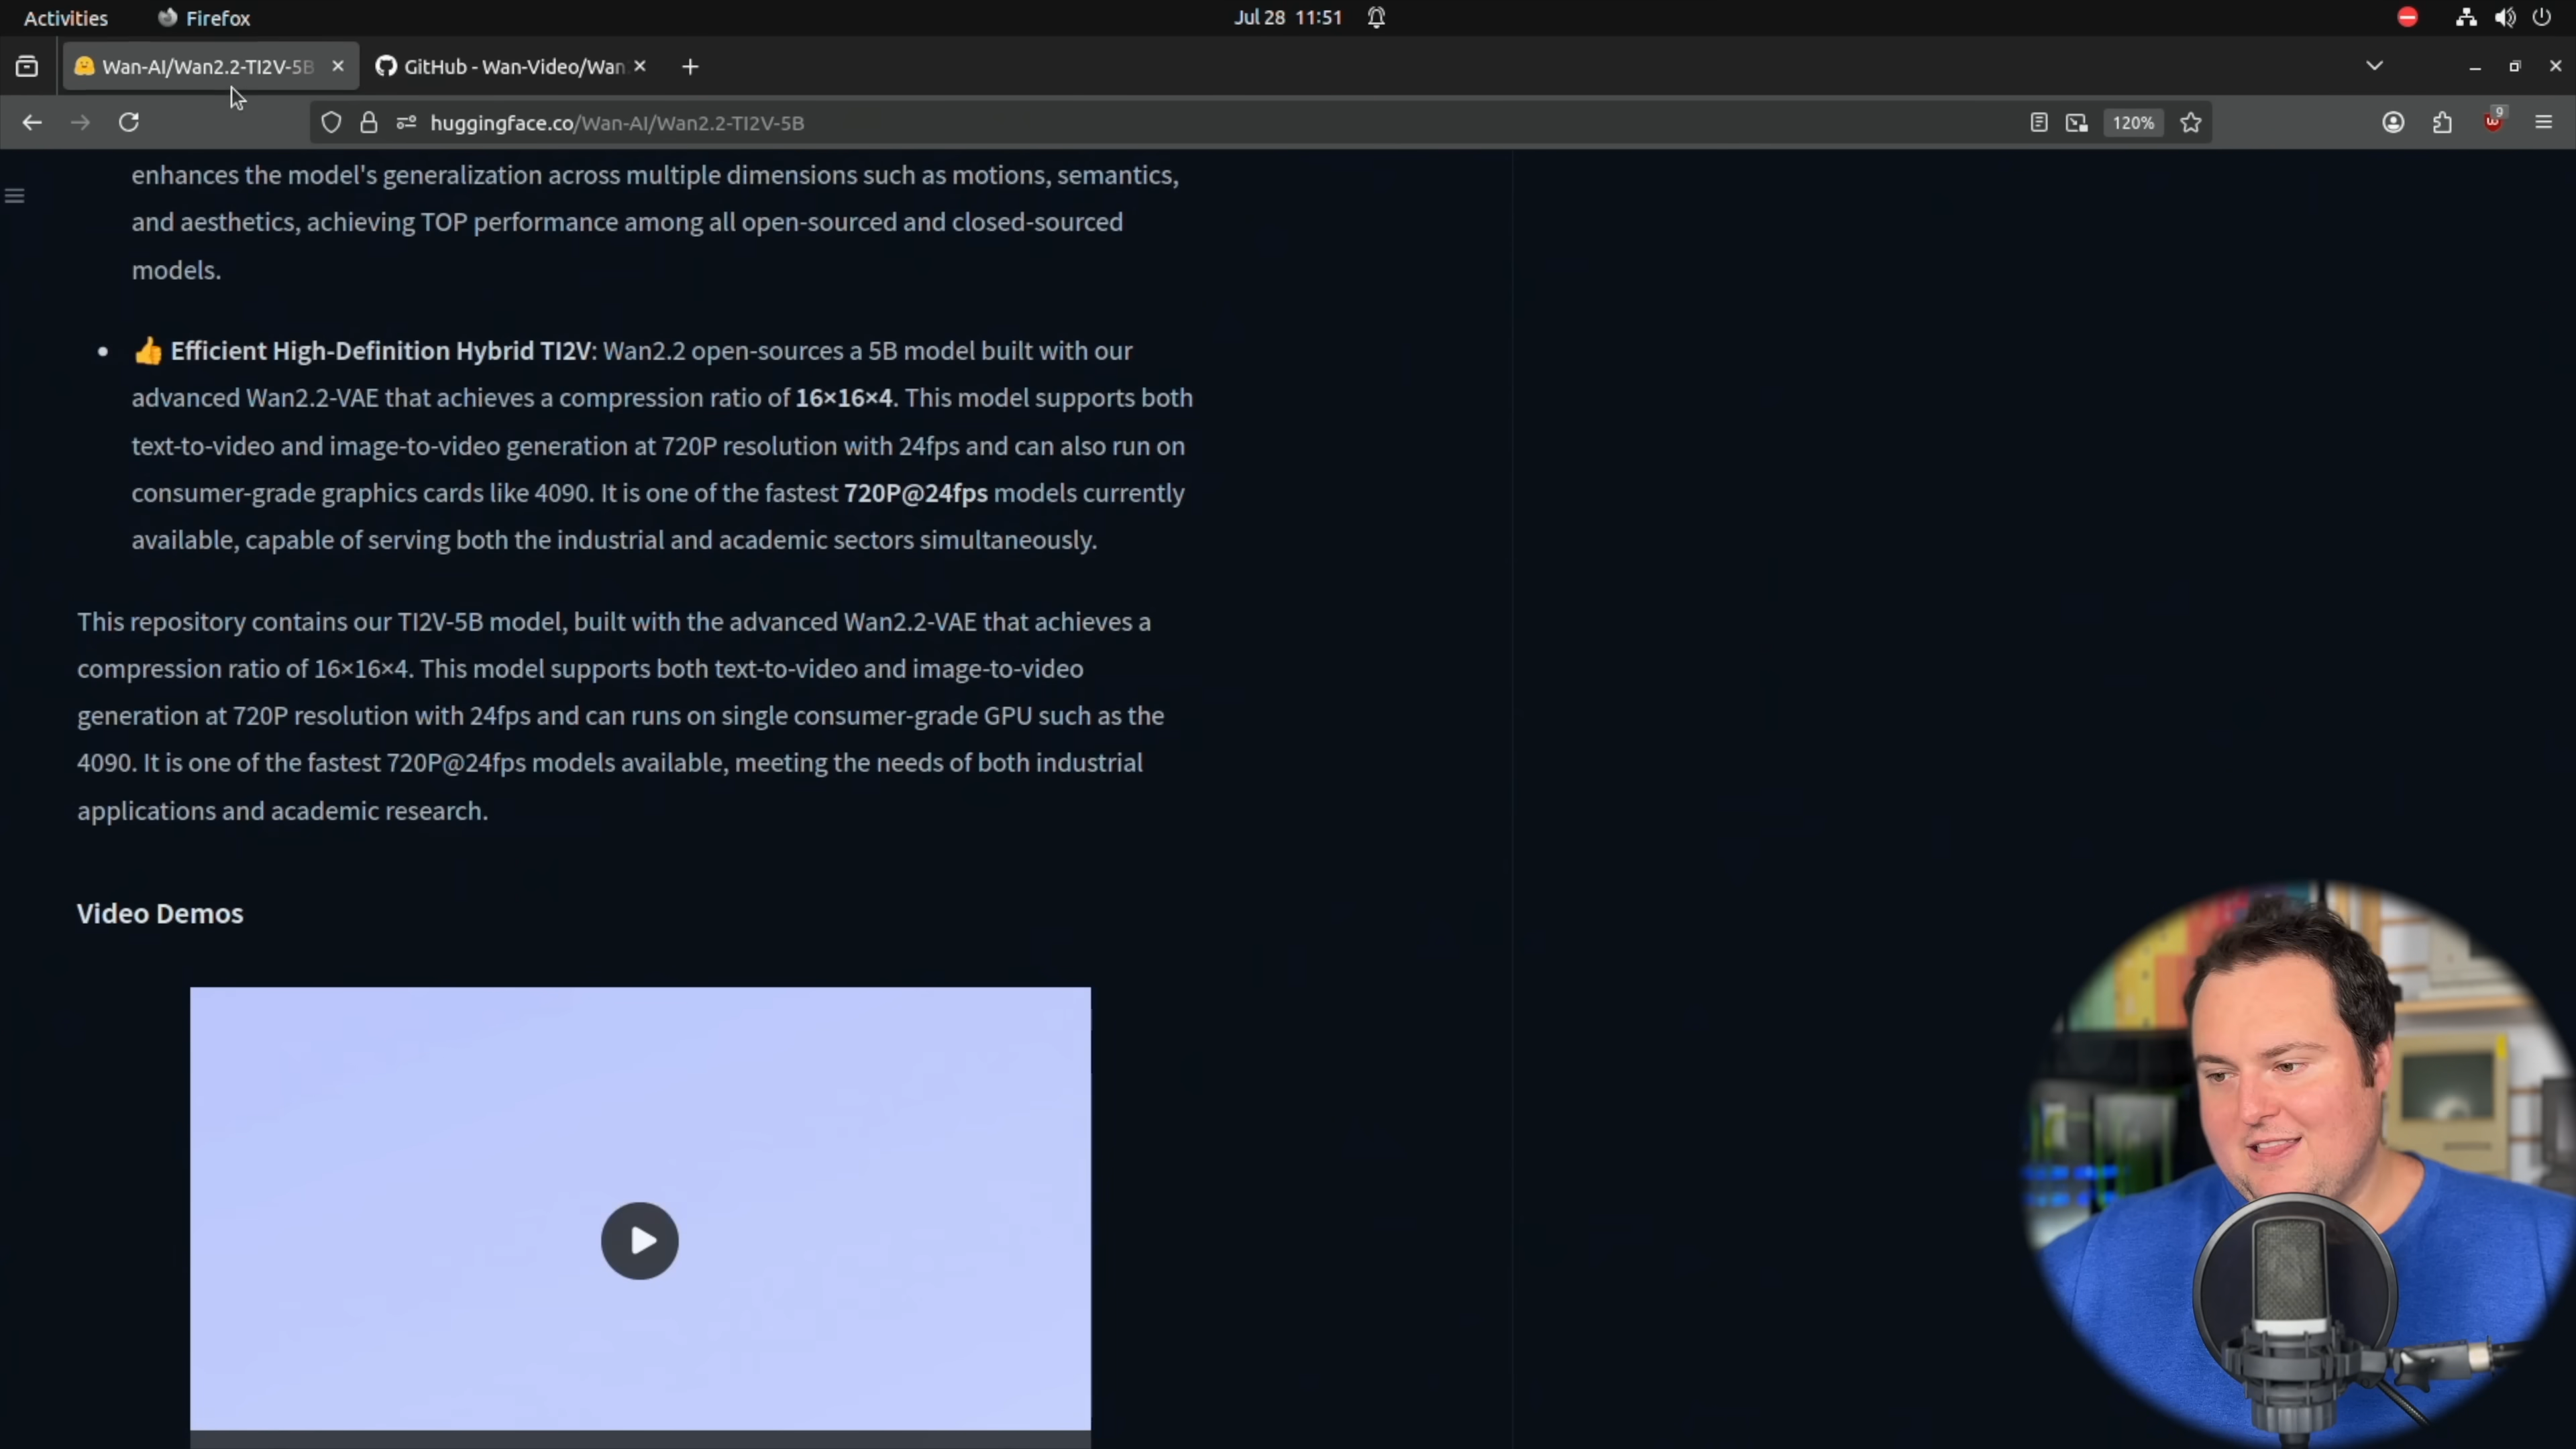 Activities Firefox Jul 28 11:51
Wan-AI/Wan2.2-TI2V-5B GitHub - Wan-Video/Wan
huggingface.co/Wan-AI/Wan2.2-TI2V-5B 120% 9
enhances the model's generalization across multiple dimensions such as motions, semantics,
and aesthetics, achieving TOP performance among all open-sourced and closed-sourced
models.
• 👍 Efficient High-Definition Hybrid TI2V: Wan2.2 open-sources a 5B model built with our
advanced Wan2.2-VAE that achieves a compression ratio of 16×16×4. This model supports both
text-to-video and image-to-video generation at 720P resolution with 24fps and can also run on
consumer-grade graphics cards like 4090. It is one of the fastest 720P@24fps models currently
available, capable of serving both the industrial and academic sectors simultaneously.
This repository contains our TI2V-5B model, built with the advanced Wan2.2-VAE that achieves a
compression ratio of 16×16×4. This model supports both text-to-video and image-to-video
generation at 720P resolution with 24fps and can runs on single consumer-grade GPU such as the
4090. It is one of the fastest 720P@24fps models available, meeting the needs of both industrial
applications and academic research.
Video Demos